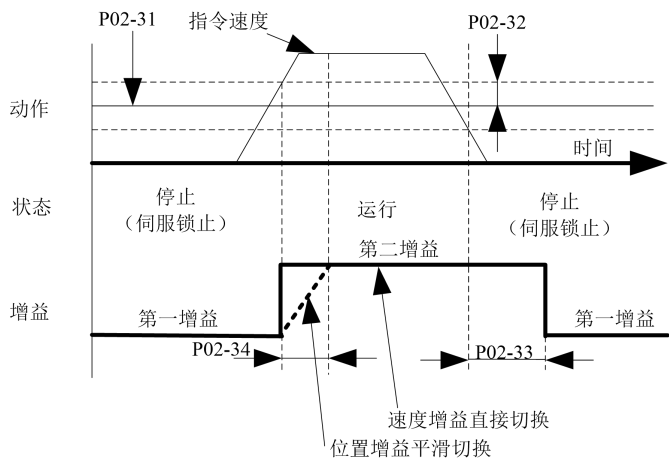 P02-31
指令速度
P02-32
动作
时间
状态
停止
(伺服锁止)
运行
停止
(伺服锁止)
第二增益
增益
第一增益
第一增益
P02-34
P02-33
速度增益直接切换
位置增益平滑切换